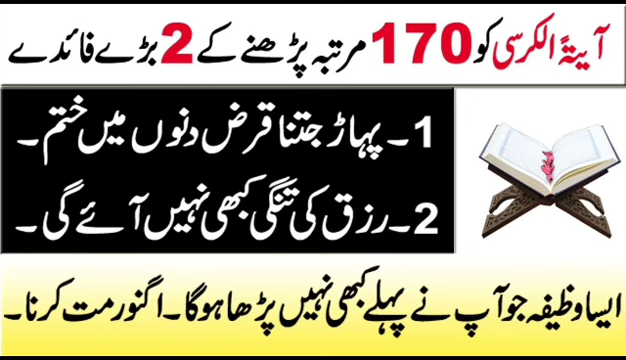 آیتہ الکرسی کو 170 مرتبہ پڑھنے کے 2 بڑے فائدے
1۔ پہاڑ جتنا قرض دنوں میں ختم۔
2۔ رزق کی تنگی کبھی نہیں آئے گی۔
ایسا وظیفہ جو آپ نے پہلے کبھی نہیں پڑھا ہوگا۔ اگنور مت کرنا۔